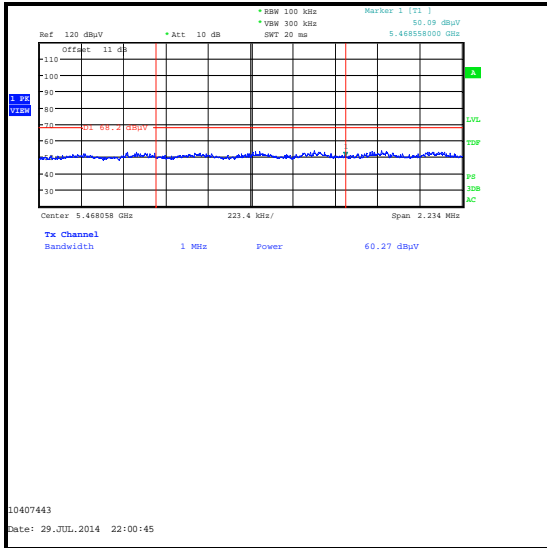 * RBW 100 kHz Marker 1 [T1 ]
* VBW 300 kHz 50.09 dBµV
Ref 120 dBµV * Att 10 dB SWT 20 ms 5.468558000 GHz
Offset 11 dB
110
A
100
1 PK
VIEW
90
80
LVL
70
D1 68.2 dBµV
60
TDF
1
50
40
PS
30
3DB
AC
Center 5.468058 GHz 223.4 kHz/ Span 2.234 MHz
Tx Channel
Bandwidth 1 MHz Power 60.27 dBµV
10407443
Date: 29.JUL.2014 22:00:45